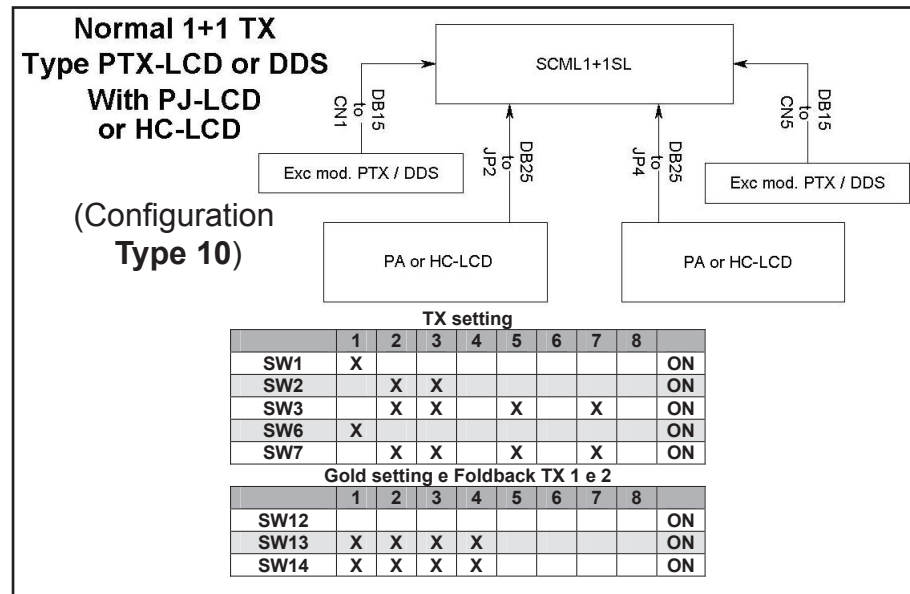 Normal 1+1 TX
Type PTX-LCD or DDS
With PJ-LCD
or HC-LCD
(Configuration
Type 10)
SCML1+1SL
DB15
to
CN1
DB25
to
JP2
DB25
to
JP4
DB15
to
CN5
Exc mod. PTX / DDS
Exc mod. PTX / DDS
PA or HC-LCD
PA or HC-LCD
TX setting
1 2 3 4 5 6 7 8
SW1 X ON
SW2 X X ON
SW3 X X X X ON
SW6 X ON
SW7 X X X X ON
Gold setting e Foldback TX 1 e 2
1 2 3 4 5 6 7 8
SW12 ON
SW13 X X X X ON
SW14 X X X X ON